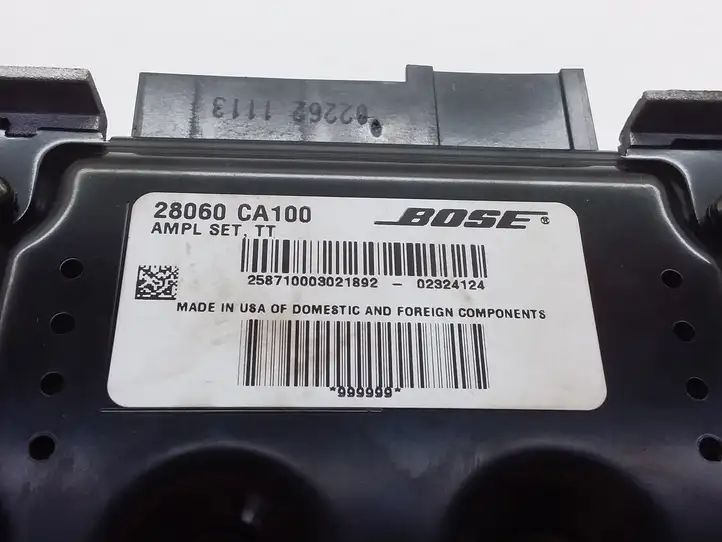 02262 1113
28060 CA100
BOSE®
AMPL SET, TT
258710003021892 - 02324124
MADE IN USA OF DOMESTIC AND FOREIGN COMPONENTS
*999999*